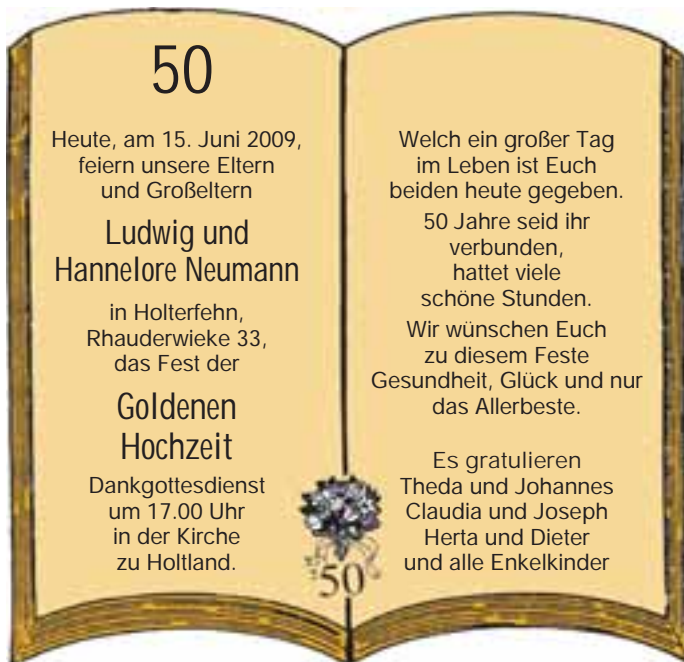 50
Heute, am 15. Juni 2009,
feiern unsere Eltern
und Großeltern
Ludwig und
Hannelore Neumann
in Holterfehn,
Rhauderwieke 33,
das Fest der
Goldenen
Hochzeit
Dankgottesdienst
um 17.00 Uhr
in der Kirche
zu Holtland.
Welch ein großer Tag
im Leben ist Euch
beiden heute gegeben.
50 Jahre seid ihr
verbunden,
hattet viele
schöne Stunden.
Wir wünschen Euch
zu diesem Feste
Gesundheit, Glück und nur
das Allerbeste.
Es gratulieren
Theda und Johannes
Claudia und Joseph
Herta und Dieter
und alle Enkelkinder
50